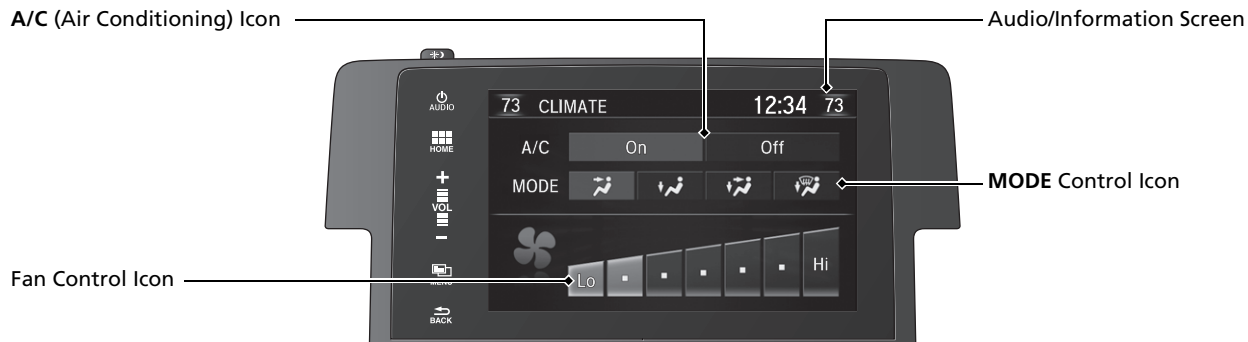 A/C (Air Conditioning) Icon
Audio/Information Screen
AUDIO
73 CLIMATE 12:34 73
HOME
A/C On Off
MODE
MODE Control Icon
+
VOL
−
Fan Control Icon
Lo Hi
MENU
BACK